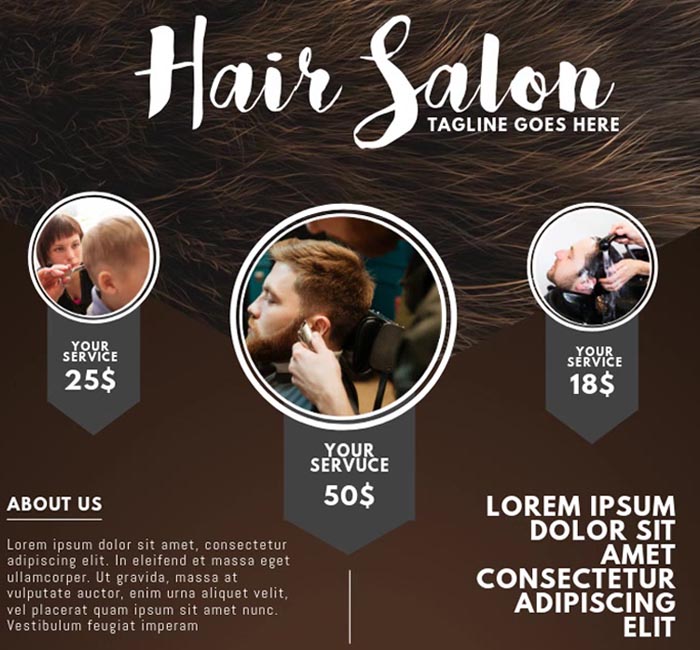 Hair Salon
TAGLINE GOES HERE
YOUR
SERVICE
25$
YOUR
SERVUCE
50$
YOUR
SERVICE
18$
ABOUT US
Lorem ipsum dolor sit amet, consectetur
adipiscing elit. In eleifend et massa eget
ullamcorper. Ut gravida, massa at
vulputate auctor, enim urna aliquet velit,
vel placerat quam ipsum sit amet nunc.
Vestibulum feugiat imperam
LOREM IPSUM
DOLOR SIT
AMET
CONSECTETUR
ADIPISCING
ELIT